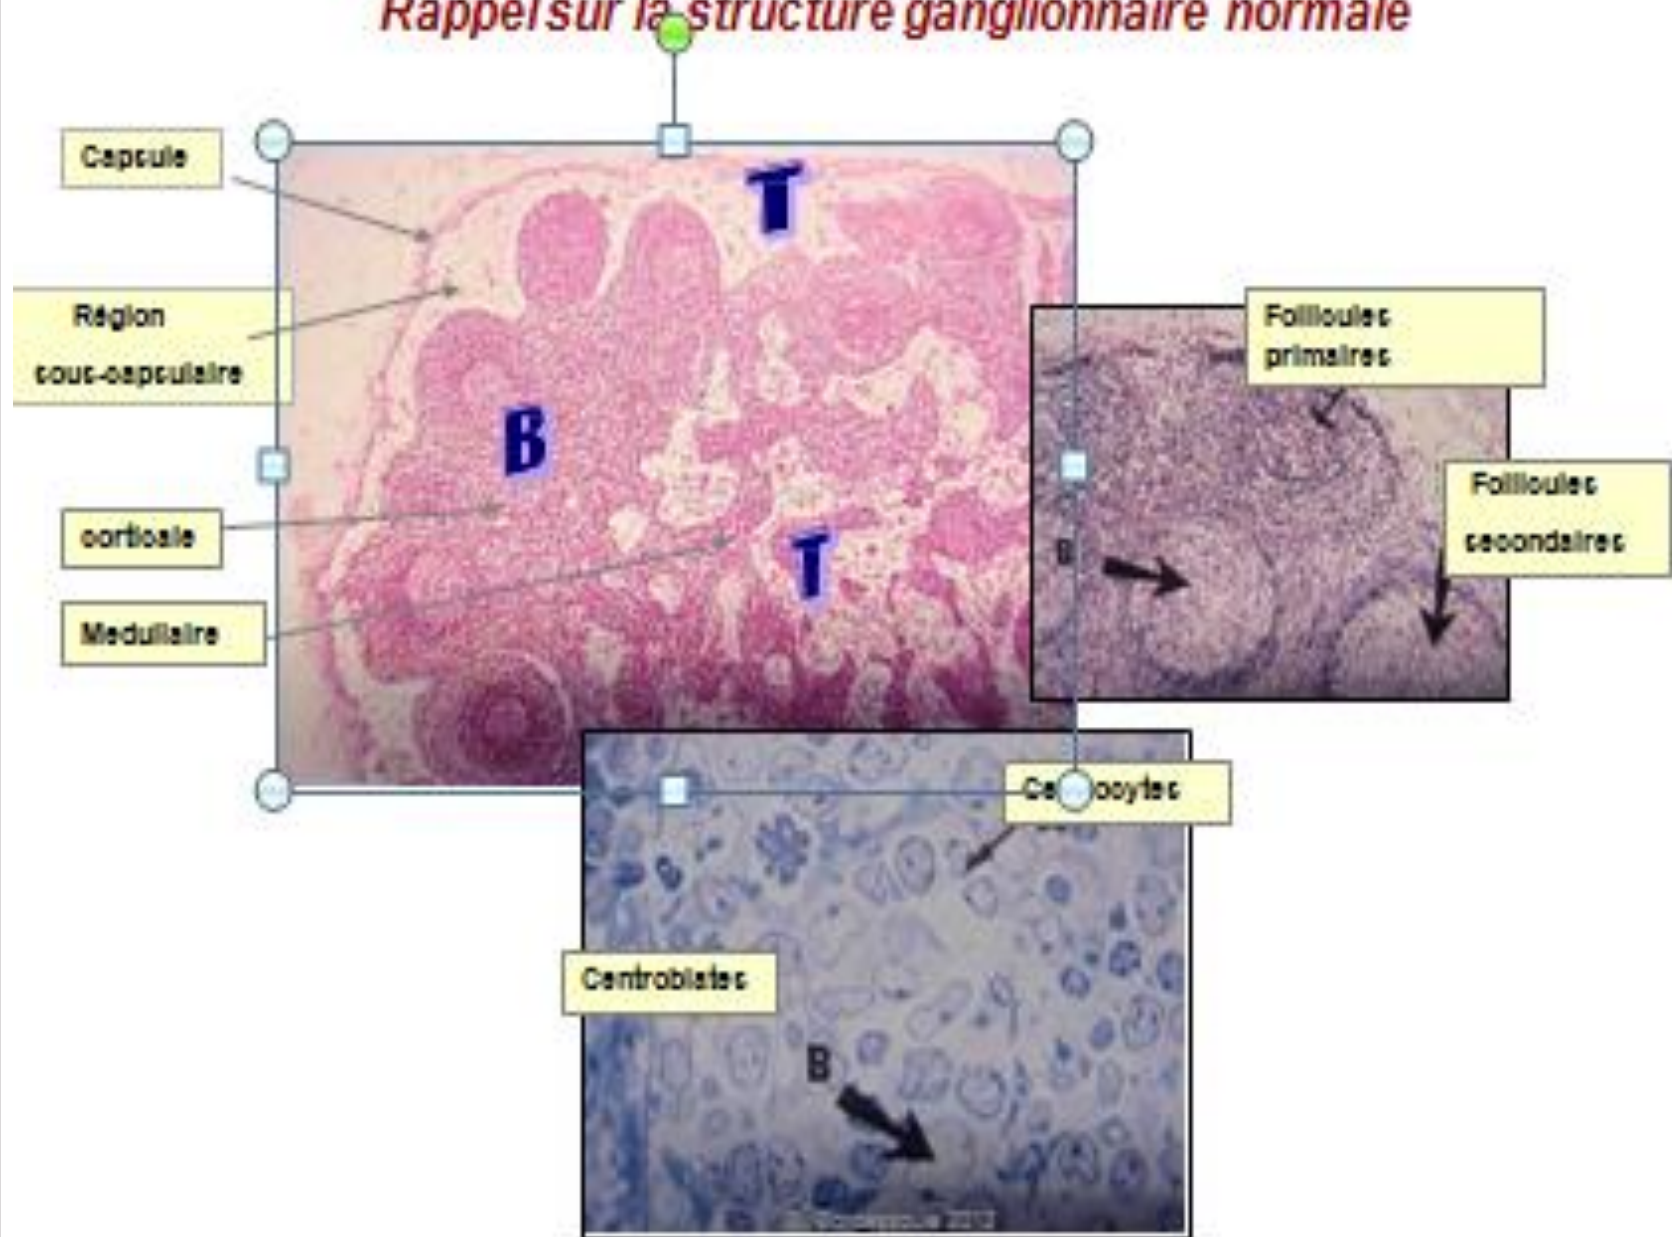 Rappel sur la structure ganglionnaire normale
Capsule
T
Région
sous-capsulaire
Follicules
primaires
B
Follicules
secondaires
corticale
B
T
Medullaire
Centroblastes
B